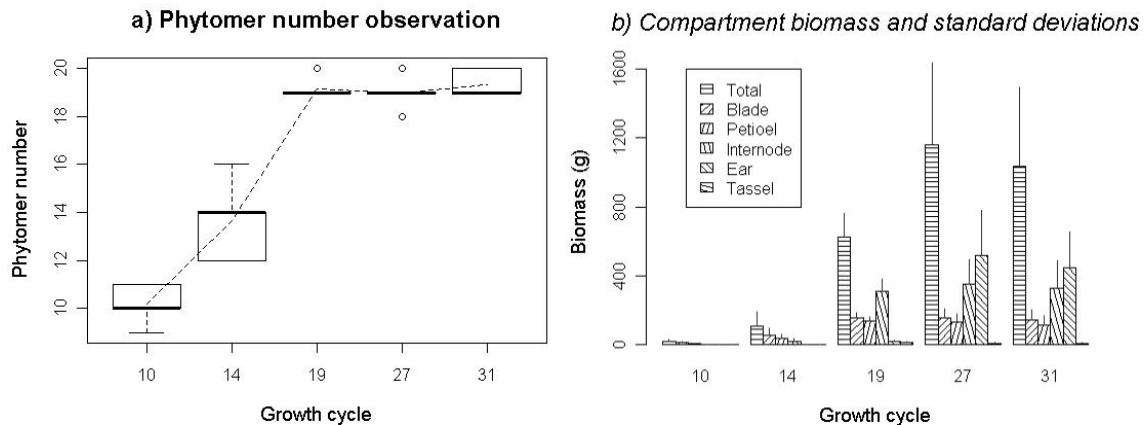 a) Phytomer number observation
Phytomer number
20
18
16
14
12
10
10 14 19 27 31
Growth cycle
b) Compartment biomass and standard deviations
Biomass (g)
1600
1200
800
400
0
Total
Blade
Petioel
Internode
Ear
Tassel
10 14 19 27 31
Growth cycle